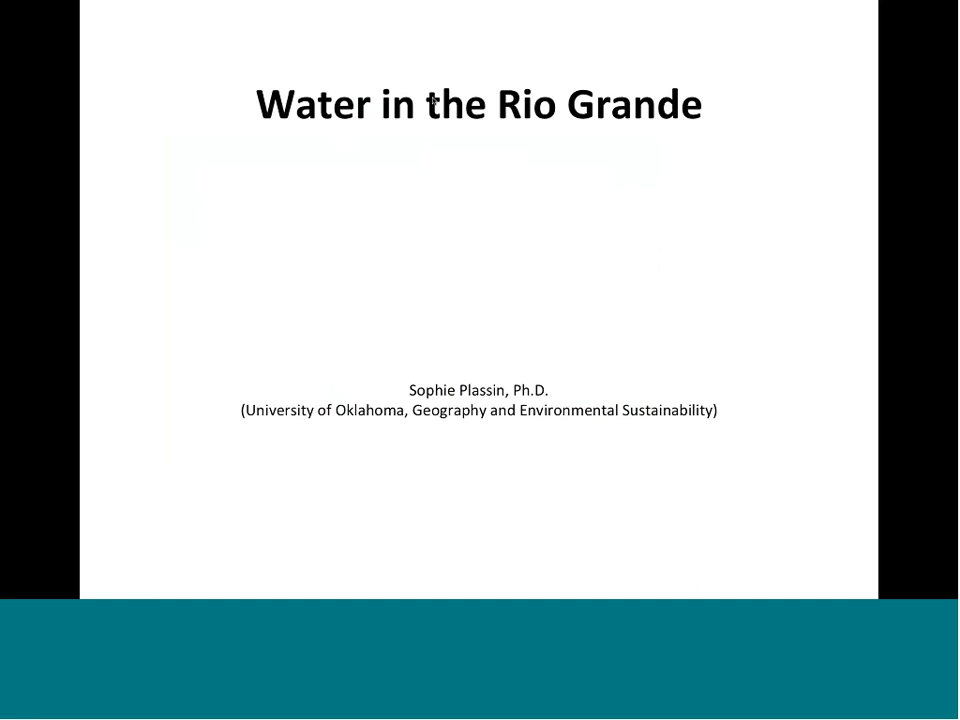 Water in the Rio Grande
Sophie Plassin, Ph.D.
(University of Oklahoma, Geography and Environmental Sustainability)